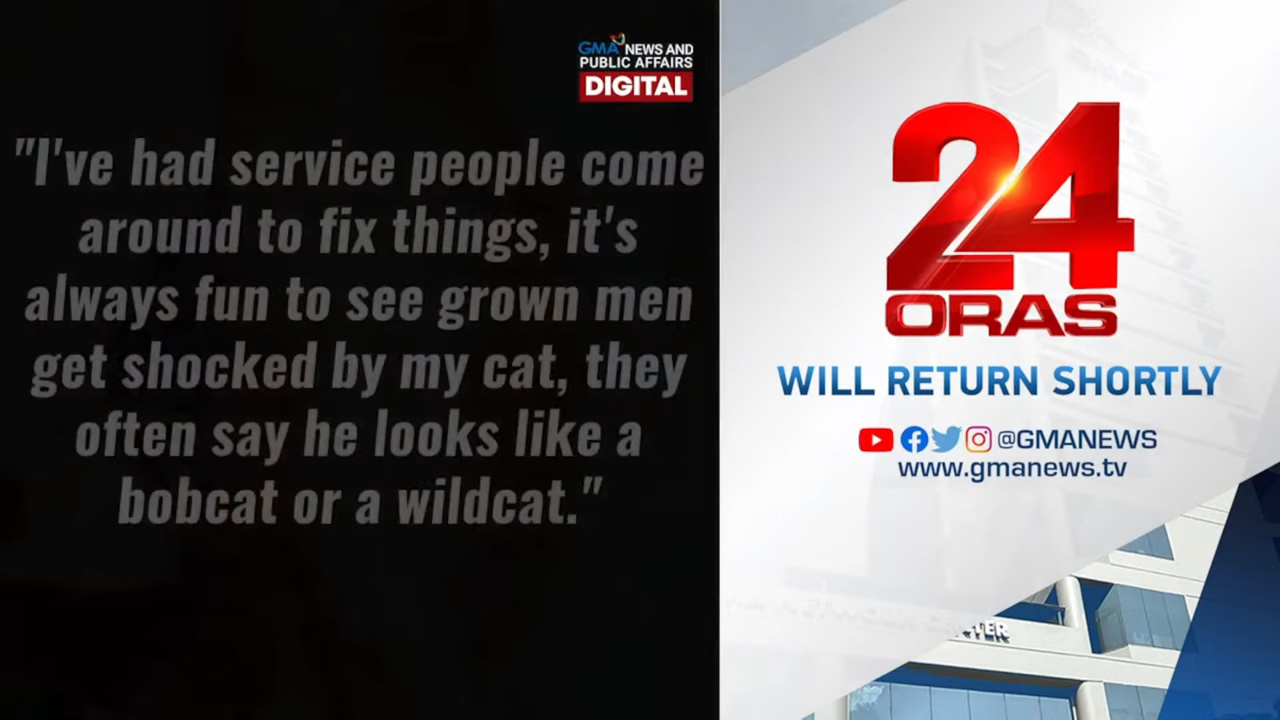 GMA NEWS AND
PUBLIC AFFAIRS
DIGITAL
"I've had service people come
around to fix things, it's
always fun to see grown men
get shocked by my cat, they
often say he looks like a
bobcat or a wildcat."
24
ORAS
WILL RETURN SHORTLY
@GMANEWS
www.gmanews.tv